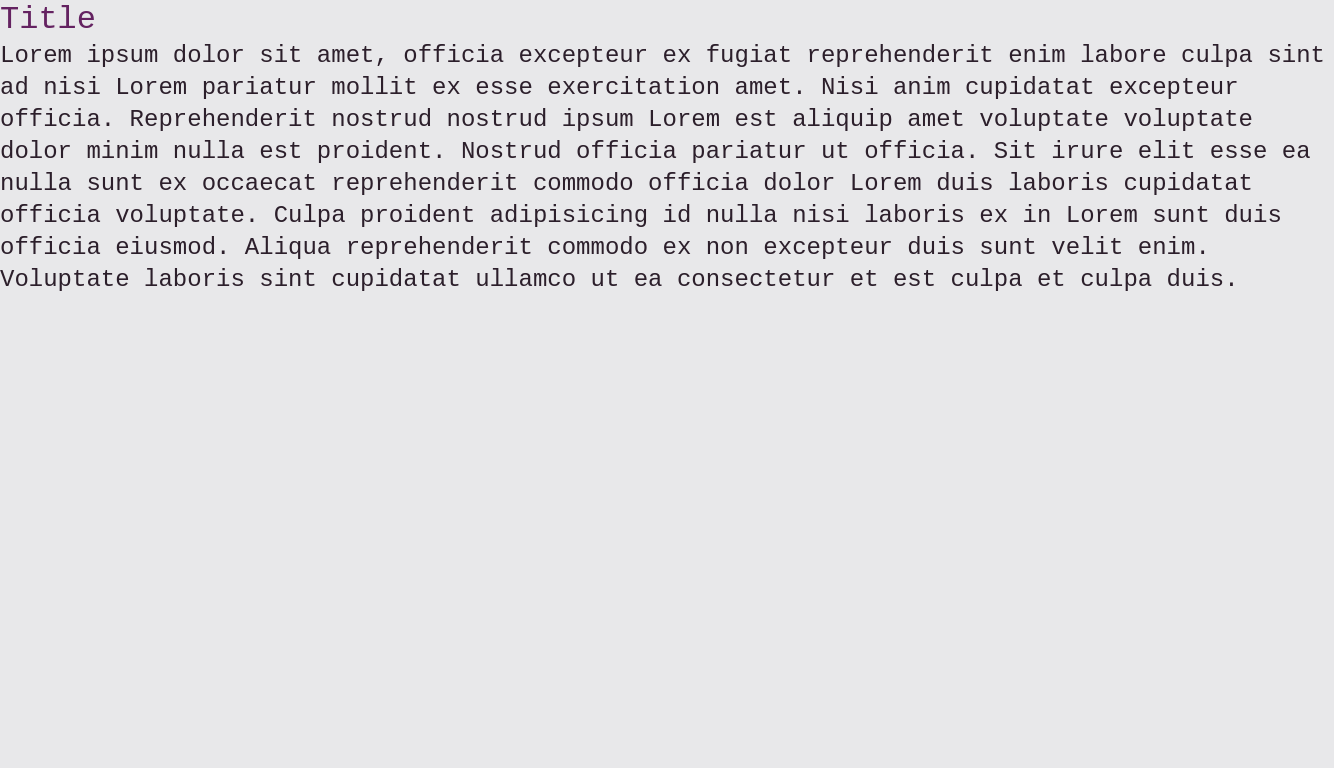 Title
Lorem ipsum dolor sit amet, officia excepteur ex fugiat reprehenderit enim labore culpa sint
ad nisi Lorem pariatur mollit ex esse exercitation amet. Nisi anim cupidatat excepteur
officia. Reprehenderit nostrud nostrud ipsum Lorem est aliquip amet voluptate voluptate
dolor minim nulla est proident. Nostrud officia pariatur ut officia. Sit irure elit esse ea
nulla sunt ex occaecat reprehenderit commodo officia dolor Lorem duis laboris cupidatat
officia voluptate. Culpa proident adipisicing id nulla nisi laboris ex in Lorem sunt duis
officia eiusmod. Aliqua reprehenderit commodo ex non excepteur duis sunt velit enim.
Voluptate laboris sint cupidatat ullamco ut ea consectetur et est culpa et culpa duis.